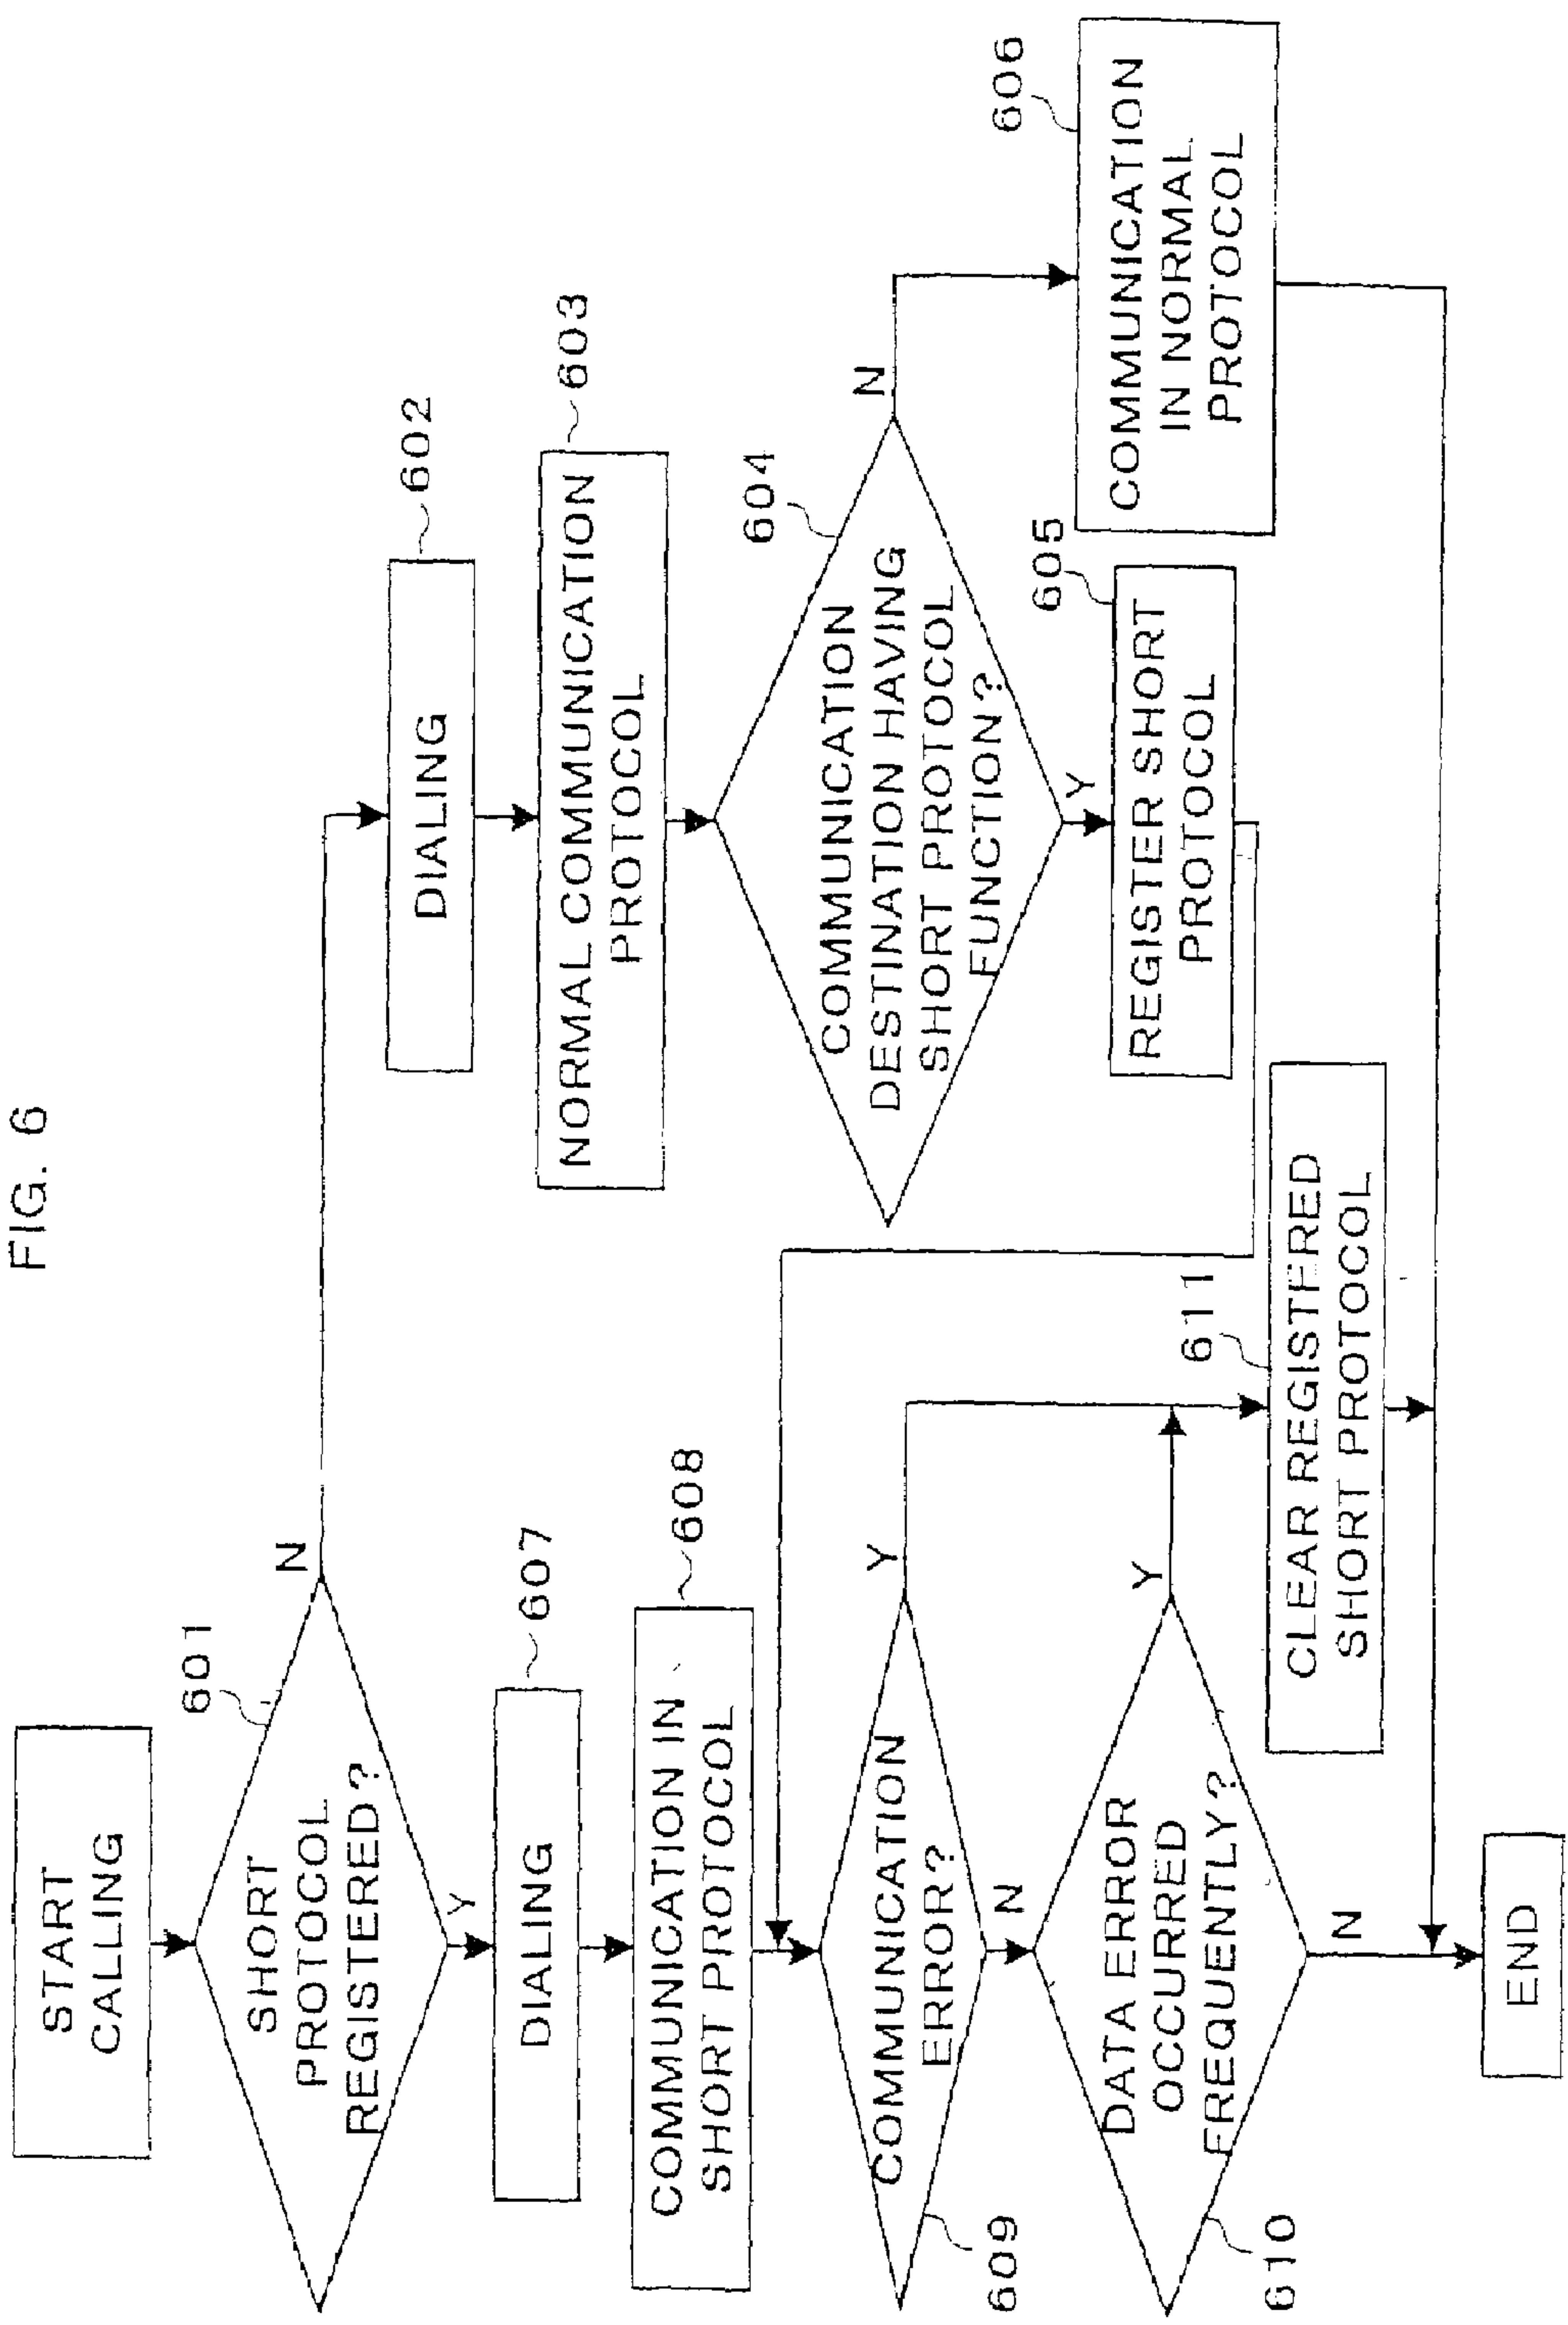 FIG. 6
START
CALLING
601
SHORT
PROTOCOL
REGISTERED?
N
Y
602
DIALING
603
NORMAL COMMUNICATION
PROTOCOL
604
COMMUNICATION
DESTINATION HAVING
SHORT PROTOCOL
FUNCTION?
N
Y
605
REGISTER SHORT
PROTOCOL
606
COMMUNICATION
IN NORMAL
PROTOCOL
607
DIALING
608
COMMUNICATION IN
SHORT PROTOCOL
609
COMMUNICATION
ERROR?
Y
N
610
DATA ERROR
OCCURRED
FREQUENTLY?
Y
N
611
CLEAR REGISTERED
SHORT PROTOCOL
END